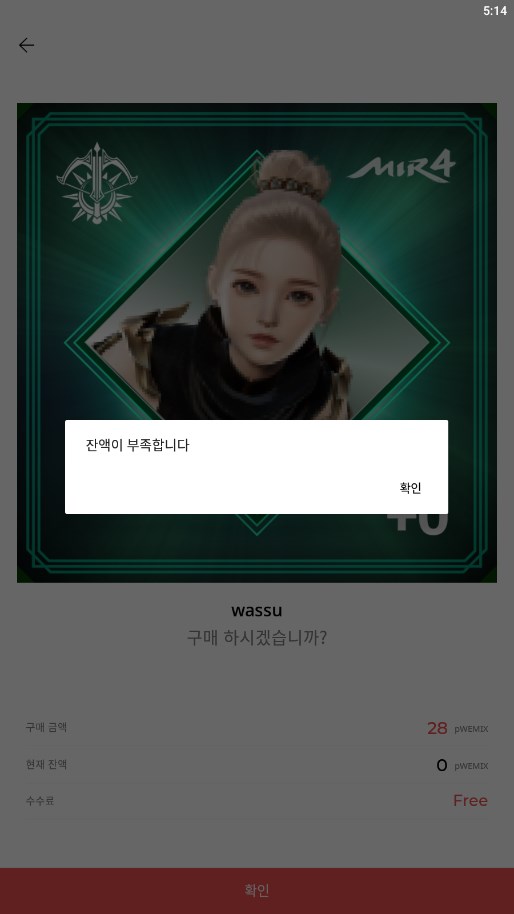 5:14
MIR4
잔액이 부족합니다
확인
wassu
구매 하시겠습니까?
구매 금액 28 pWEMIX
현재 잔액 0 pWEMIX
수수료 Free
확인